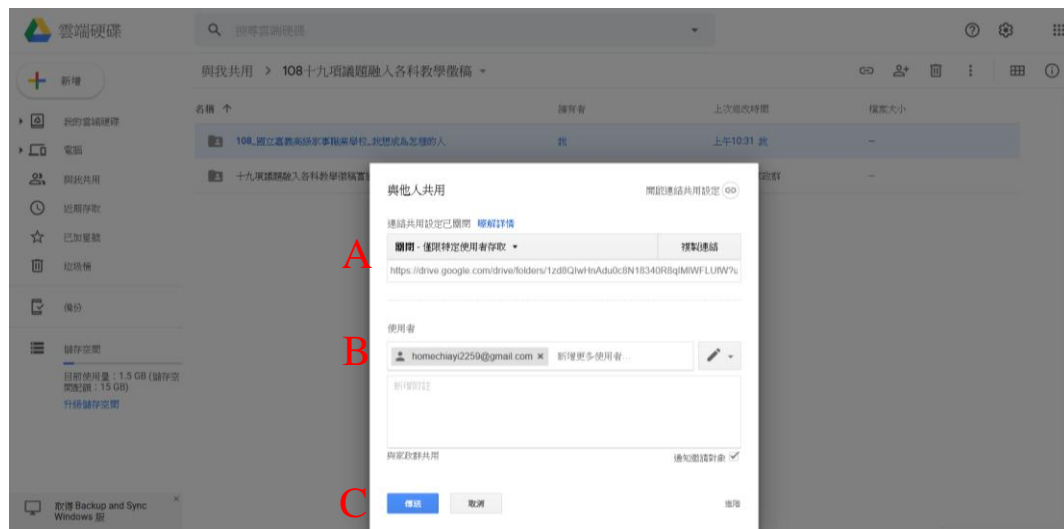 雲端硬碟
搜尋雲端硬碟
新增
與我共用 > 108十九項議題融入各科教學徵稿
名稱 ↑ 擁有者 上次修改時間 檔案大小
我的雲端硬碟
108_國立嘉義高級家事職業學校_我想成為怎樣的人 我 上午10:31 我 –
電腦
十九項議題融入各科教學徵稿 –
與我共用
近期存取
已加星號
垃圾桶
備份
儲存空間
目前使用量：1.5 GB (儲存空
間配額：15 GB)
升級儲存空間
取得 Backup and Sync
Windows 版
與他人共用 開啟連結共用設定
連結共用設定已關閉 瞭解詳情
A
關閉 - 僅限特定使用者存取 複製連結
使用者
B
homechiayi2259@gmail.com × 新增更多使用者...
新增附註
與家政群共用 通知邀請對象
C
傳送 取消 進階